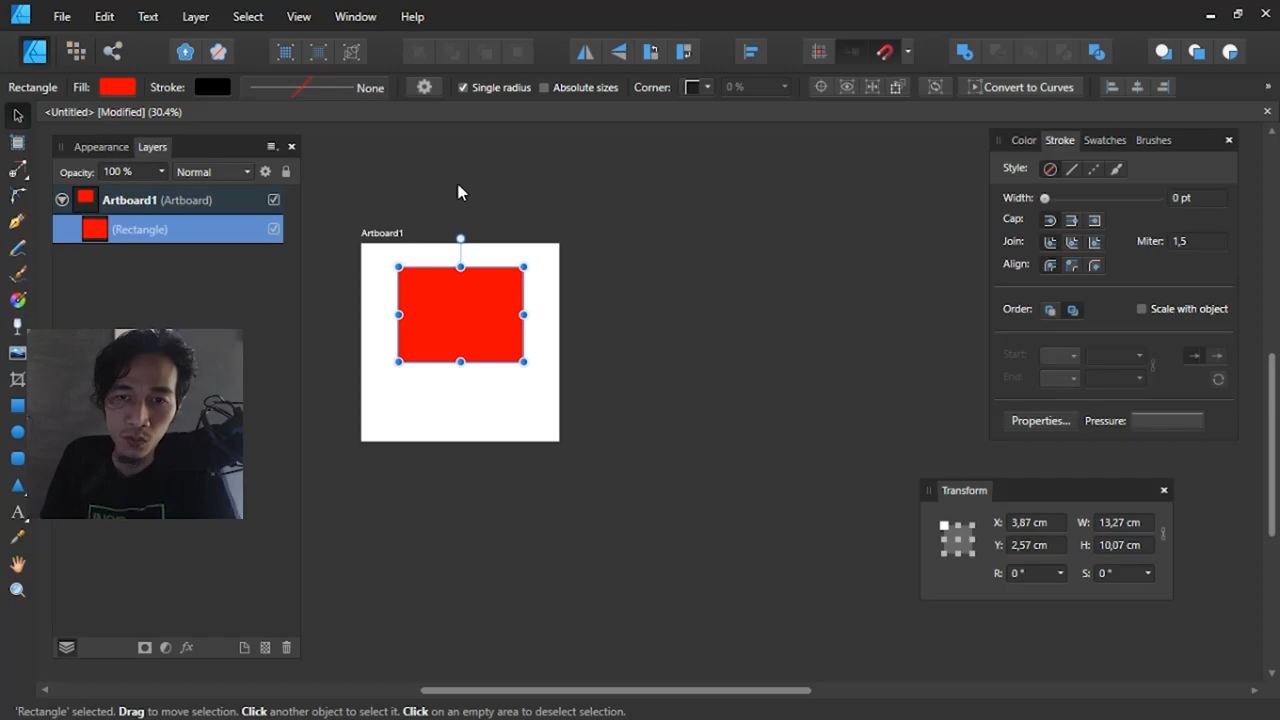 File Edit Text Layer Select View Window Help
Rectangle Fill: Stroke: None Single radius Absolute sizes Corner: 0 % Convert to Curves
<Untitled> [Modified] (30.4%)
Appearance Layers
Opacity: 100 % Normal
Artboard1 (Artboard)
(Rectangle)
Artboard1
Color Stroke Swatches Brushes
Style:
Width: 0 pt
Cap:
Join: Miter: 1,5
Align:
Order: Scale with object
Start:
End:
Properties... Pressure:
Transform
X: 3,87 cm W: 13,27 cm
Y: 2,57 cm H: 10,07 cm
R: 0 ° S: 0 °
'Rectangle' selected. Drag to move selection. Click another object to select it. Click on an empty area to deselect selection.